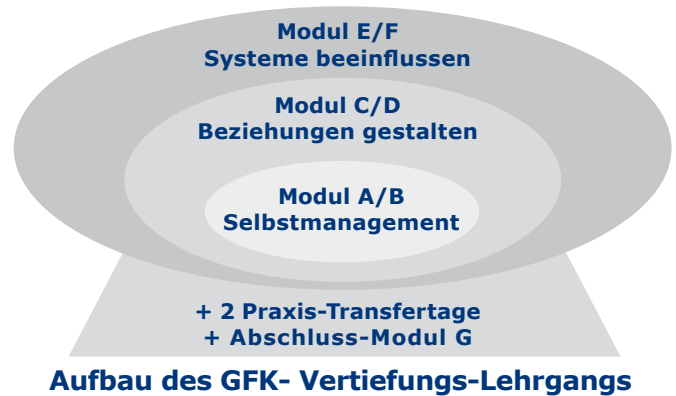 Modul E/F
Systeme beeinflussen
Modul C/D
Beziehungen gestalten
Modul A/B
Selbstmanagement
+ 2 Praxis-Transfertage
+ Abschluss-Modul G
Aufbau des GFK- Vertiefungs-Lehrgangs